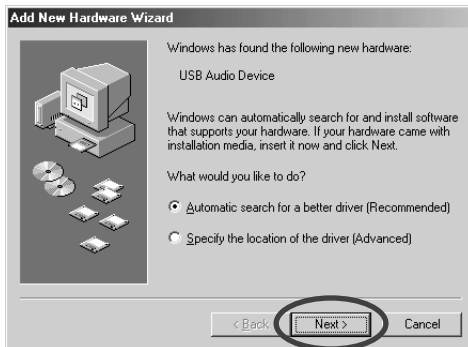 Add New Hardware Wizard
Windows has found the following new hardware:
USB Audio Device
Windows can automatically search for and install software
that supports your hardware. If your hardware came with
installation media, insert it now and click Next.
What would you like to do?
Automatic search for a better driver (Recommended)
Specify the location of the driver (Advanced)
< Back
Next >
Cancel